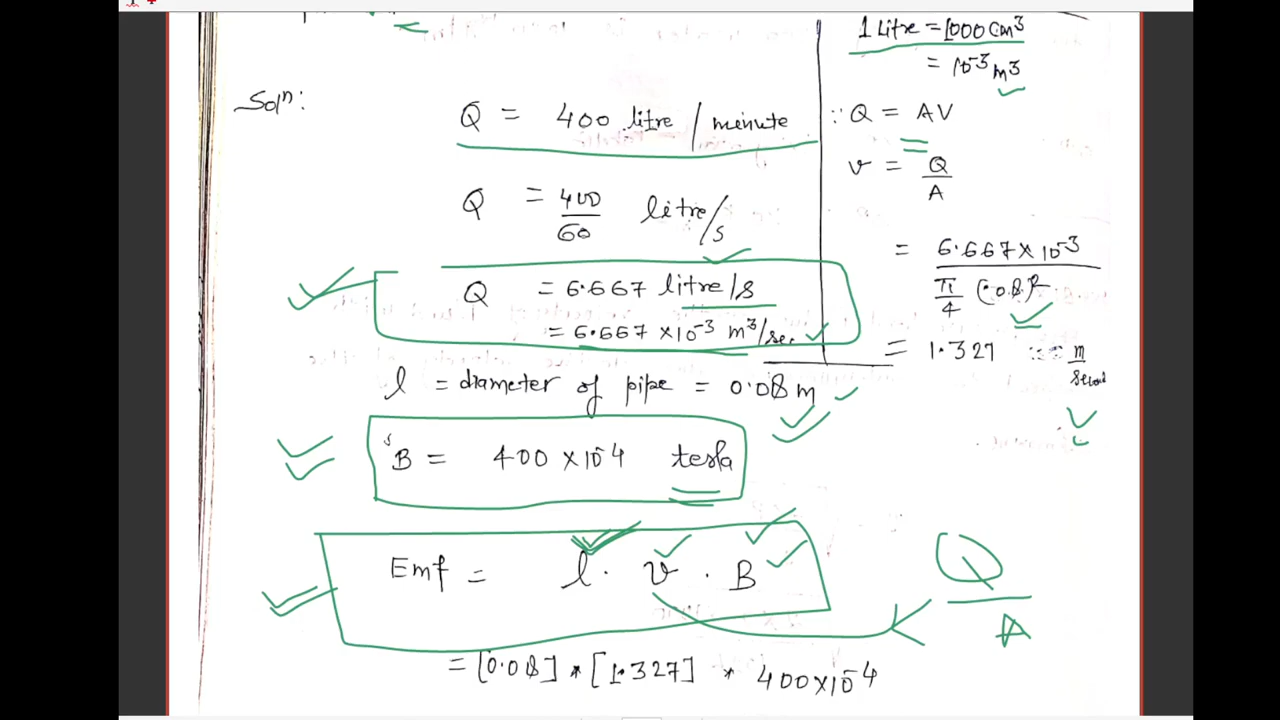 Solⁿ:
Q = 400 litre / minute
Q = 400/60 litre/s
Q = 6.667 litre/s
= 6.667 × 10⁻³ m³/sec
l = diameter of pipe = 0.08 m
B = 400 × 10⁻⁴ tesla
Emf = l · v · B
= [0.08] * [1.327] * 400×10⁻⁴
1 Litre = 1000 cm³
= 10⁻³ m³
∵ Q = AV
v = Q/A
= 6.667 × 10⁻³ / π/4 (.08)²
= 1.327 m/second
Q/A